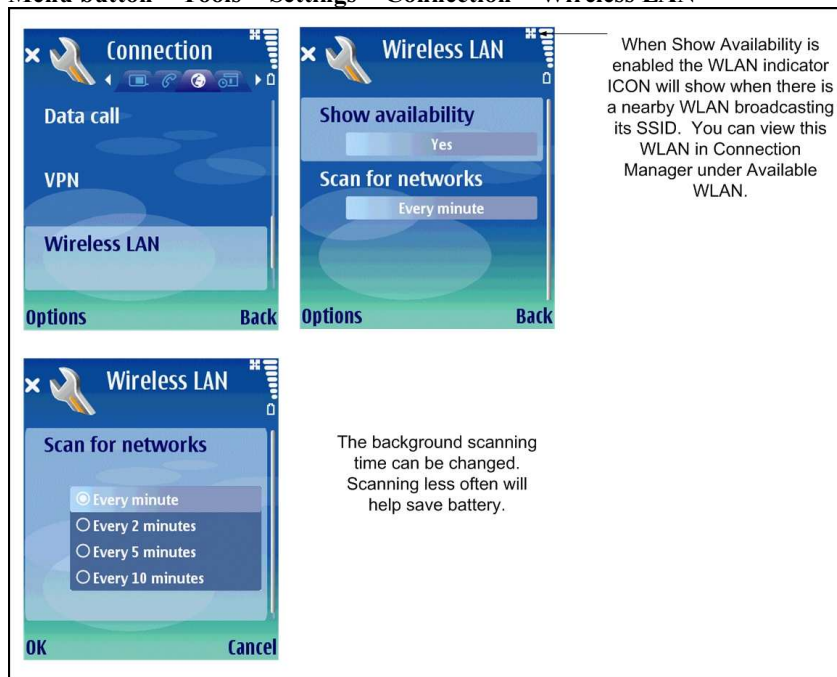 Menu button – Tools – Settings – Connection – Wireless LAN
Connection
Data call
VPN
Wireless LAN
Options Back
Wireless LAN
Show availability
Yes
Scan for networks
Every minute
Options Back
When Show Availability is
enabled the WLAN indicator
ICON will show when there is
a nearby WLAN broadcasting
its SSID. You can view this
WLAN in Connection
Manager under Available
WLAN.
Wireless LAN
Scan for networks
Every minute
Every 2 minutes
Every 5 minutes
Every 10 minutes
OK Cancel
The background scanning
time can be changed.
Scanning less often will
help save battery.